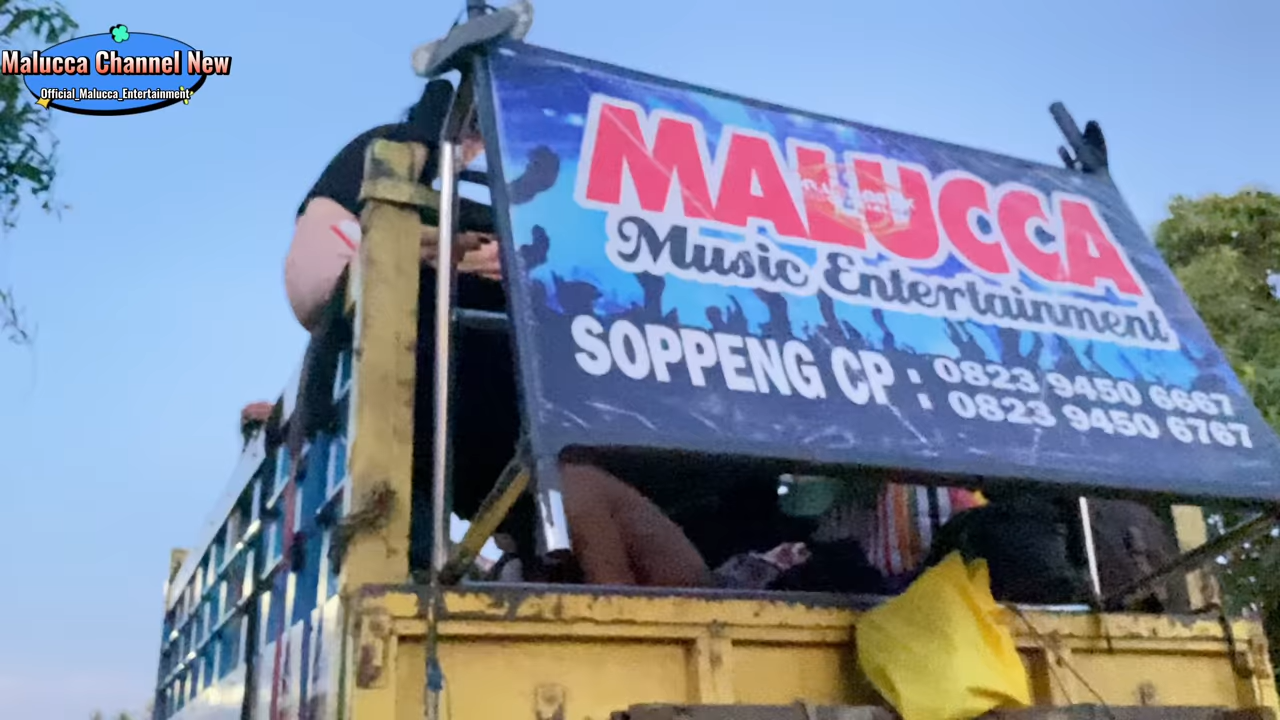 Malucca Channel New
Official_Malucca_Entertainment
MALUCCA
Music Entertainment
SOPPENG CP : 0823 9450 6667
: 0823 9450 6767